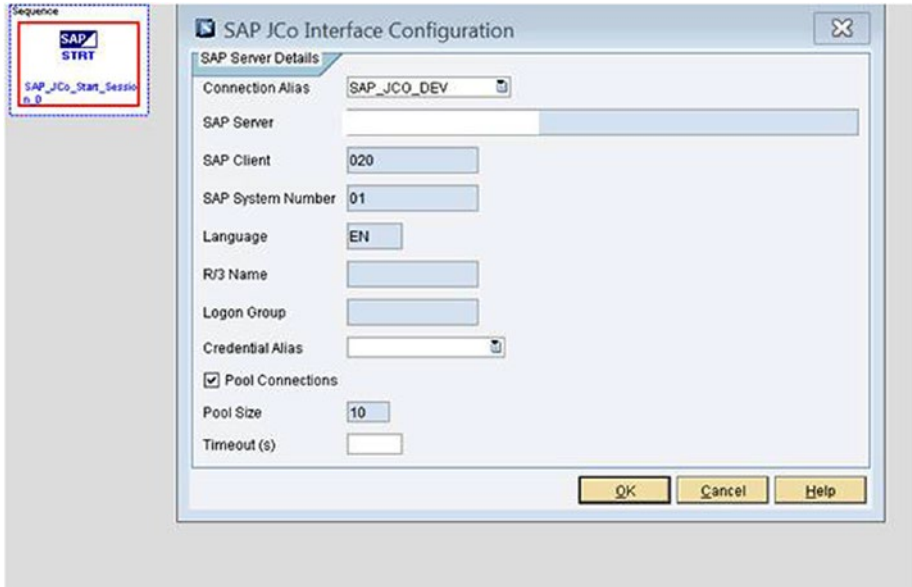 Sequence
SAP
STRT
SAP_JCo_Start_Sessio
n_0
SAP JCo Interface Configuration
SAP Server Details
Connection Alias SAP_JCO_DEV
SAP Server
SAP Client 020
SAP System Number 01
Language EN
R/3 Name
Logon Group
Credential Alias
Pool Connections
Pool Size 10
Timeout (s)
OK Cancel Help